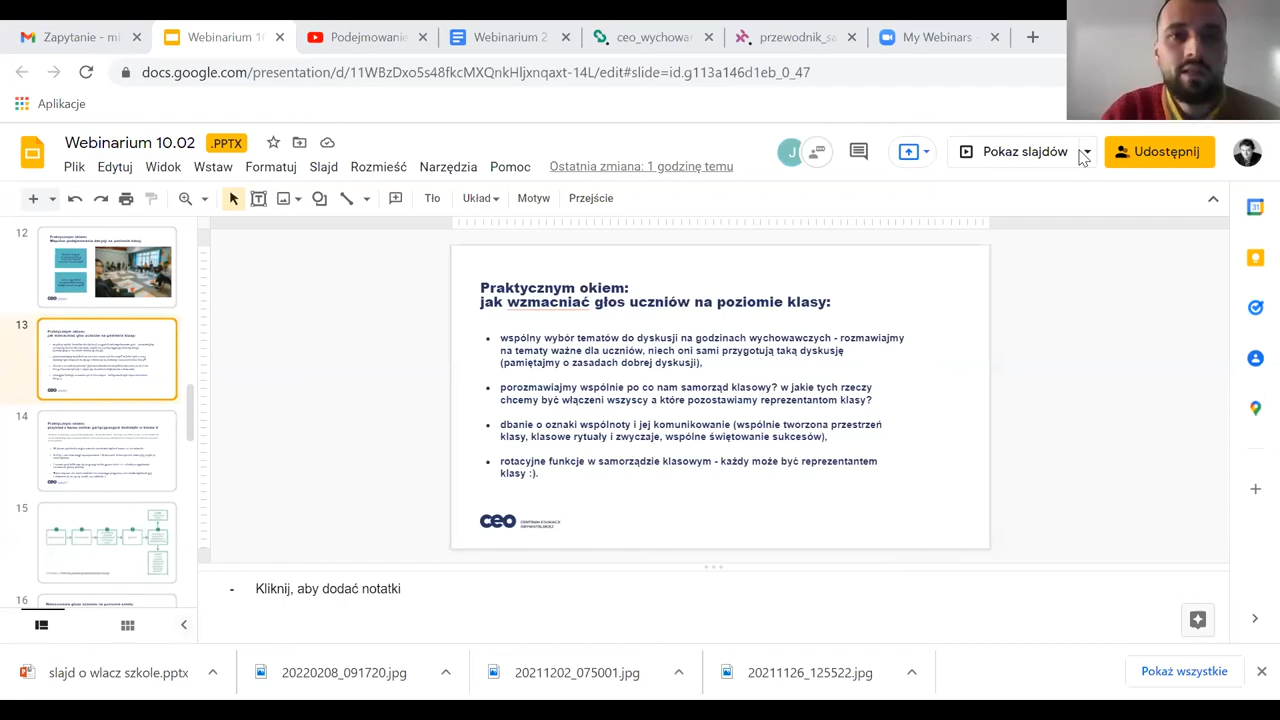 Zapytanie - mi
Webinarium 1
Podejmowanie
Webinarium 2
ceo_wychowa
przewodnik_sa
My Webinars -
docs.google.com/presentation/d/11WBzDxo5s48fkcMXQnkHljxnqaxt-14L/edit#slide=id.g113a146d1eb_0_47
Aplikacje
Webinarium 10.02 .PPTX
Plik Edytuj Widok Wstaw Formatuj Slajd Rozmieść Narzędzia Pomoc Ostatnia zmiana: 1 godzinę temu
J
Pokaz slajdów
Udostępnij
Tło Układ Motyw Przejście
12
13
14
15
16
Praktycznym okiem:
jak wzmacniać głos uczniów na poziomie klasy:
wspólny wybór tematów do dyskusji na godzinach wychowawczych - rozmawiajmy
na tematy ważna dla uczniów, niech oni sami przygotują taką dyskusję
(pamiętajmy o zasadach dobrej dyskusji),
porozmawiajmy wspólnie po co nam samorząd klasowy? w jakie tych rzeczy
chcemy być włączeni wszyscy a które pozostawiamy reprezentantom klasy?
o oznaki wspólnoty i jej komunikowanie
klasy, klasowe rytuały i zwyczaje, wspólne świętowanie sukcesów),
rotacyjne funkcje w samorządzie klasowym - każdy może być reprezentantem
klasy :).
ceo CENTRUM EDUKACJI
OBYWATELSKIEJ
- Kliknij, aby dodać notatki
slajd o wlacz szkole.pptx
20220208_091720.jpg
20211202_075001.jpg
20211126_125522.jpg
Pokaż wszystkie